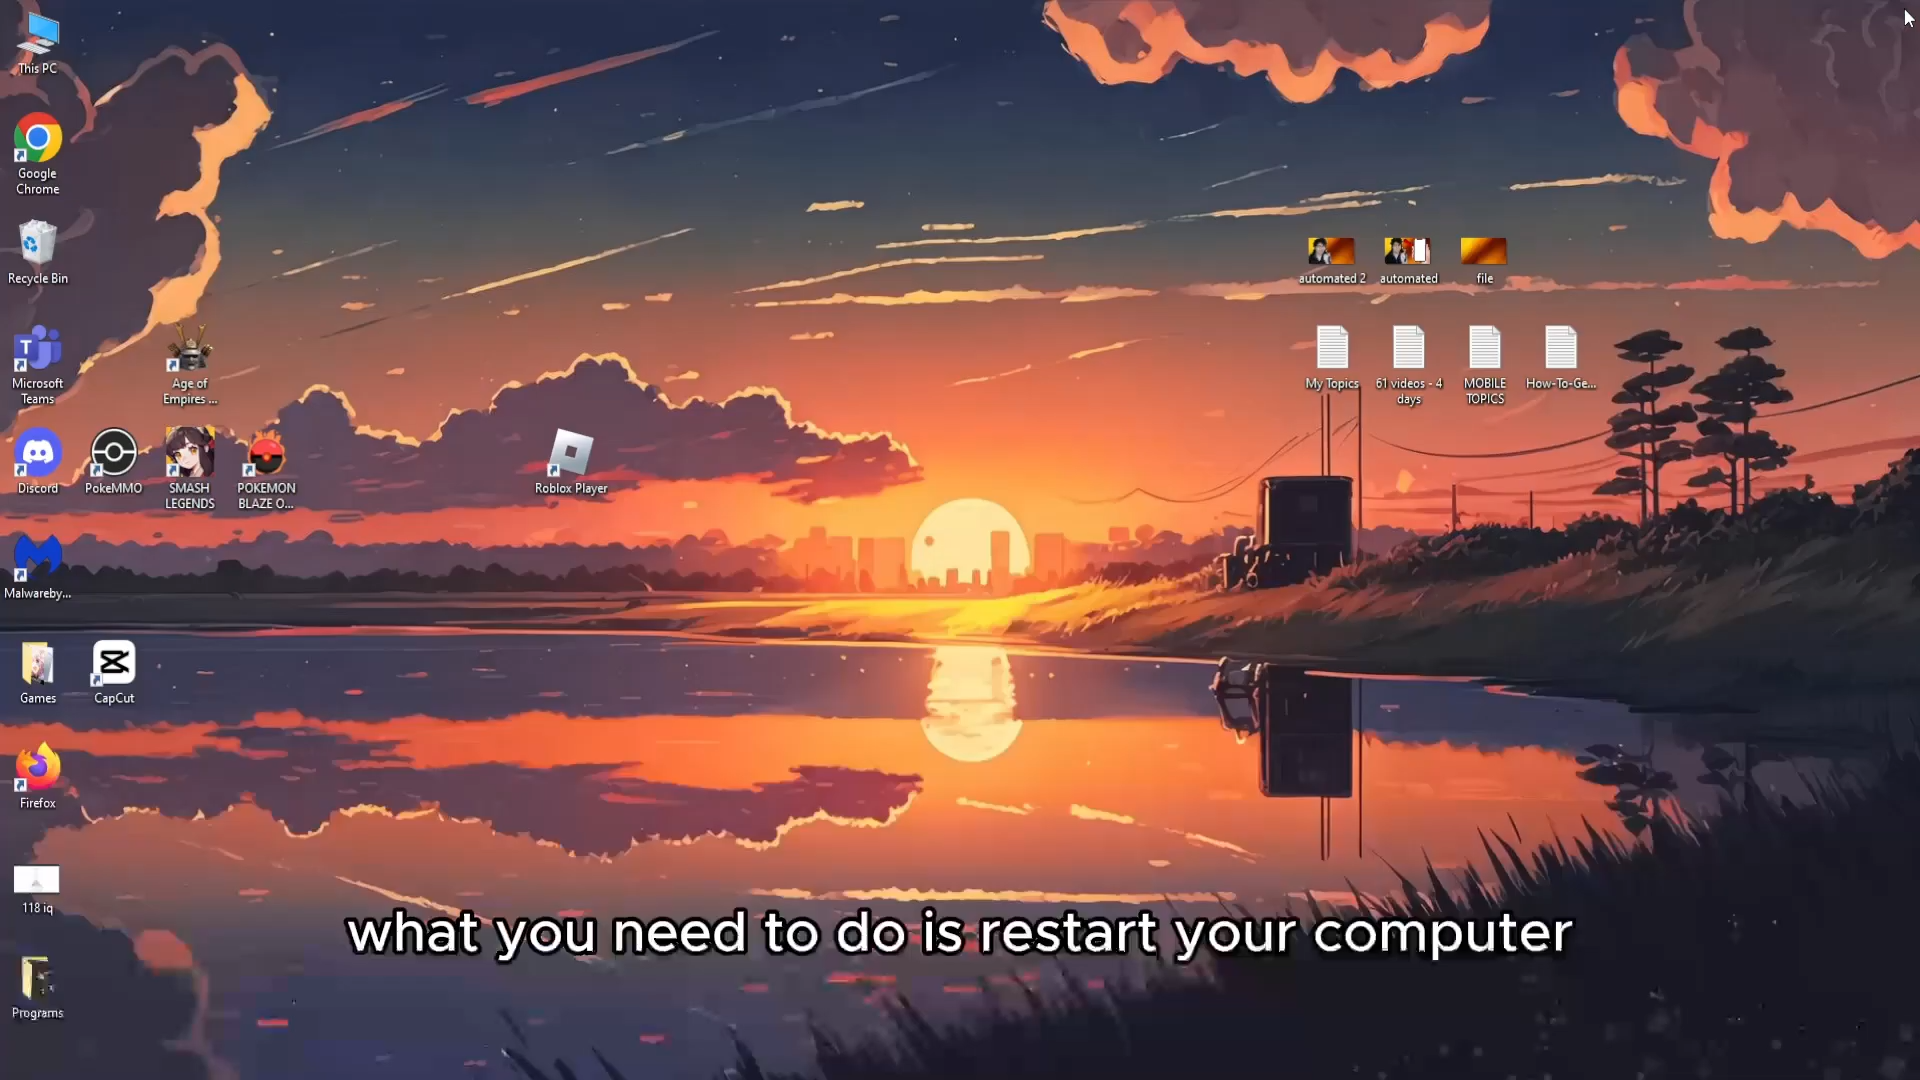 This PC
Google
Chrome
Recycle Bin
automated 2
automated
file
Microsoft
Teams
Age of
Empires ...
My Topics
61 videos - 4
days
MOBILE
TOPICS
How-To-Ge...
Discord
PokeMMO
SMASH
LEGENDS
POKEMON
BLAZE O...
Roblox Player
Malwareby...
Games
CapCut
Firefox
118 iq
what you need to do is restart your computer
Programs